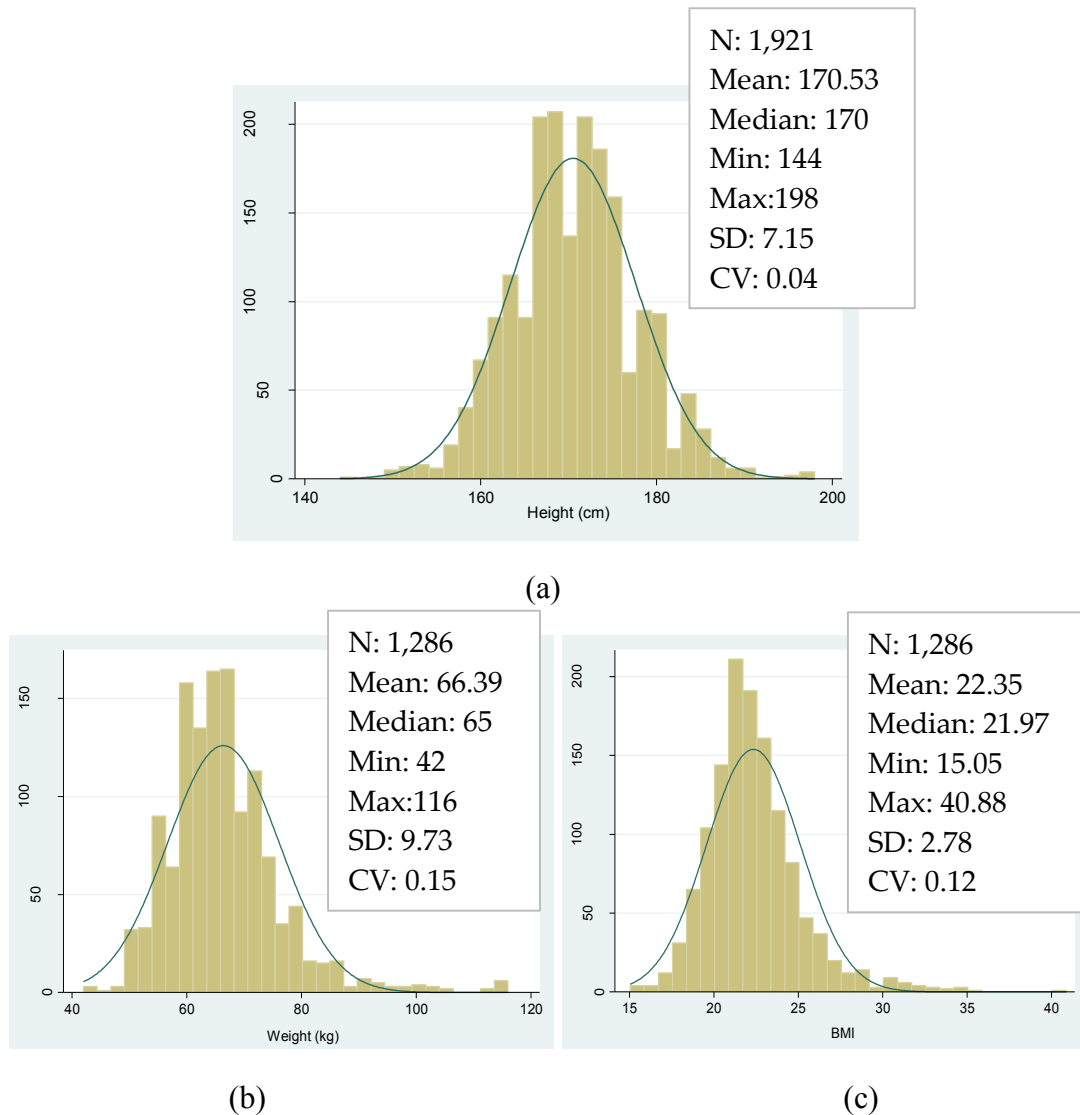 N: 1,921
Mean: 170.53
Median: 170
Min: 144
Max:198
SD: 7.15
CV: 0.04
200
150
100
50
0
140 160 180 200
Height (cm)
(a)
N: 1,286
Mean: 66.39
Median: 65
Min: 42
Max:116
SD: 9.73
CV: 0.15
150
100
50
0
40 60 80 100 120
Weight (kg)
(b)
N: 1,286
Mean: 22.35
Median: 21.97
Min: 15.05
Max: 40.88
SD: 2.78
CV: 0.12
200
150
100
50
0
15 20 25 30 35 40
BMI
(c)